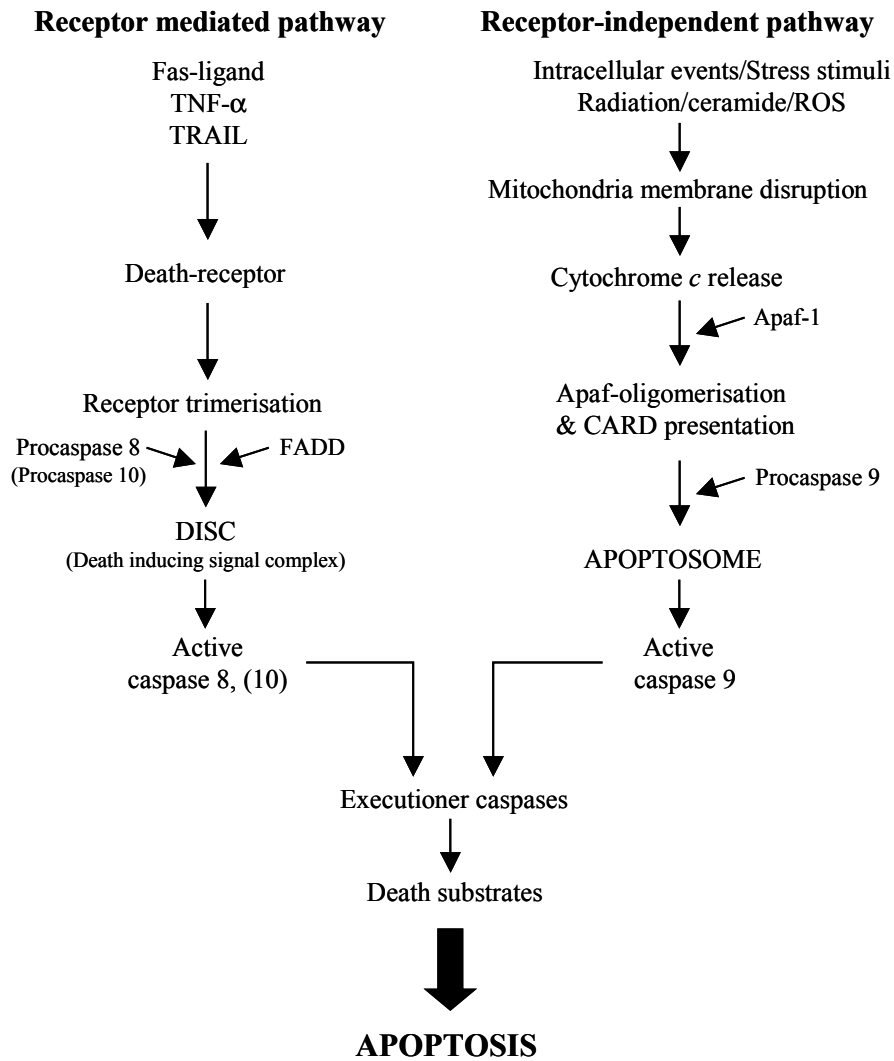 Receptor mediated pathway
Fas-ligand
TNF-α
TRAIL
Death-receptor
Receptor trimerisation
Procaspase 8
(Procaspase 10)
FADD
DISC
(Death inducing signal complex)
Active
caspase 8, (10)
Receptor-independent pathway
Intracellular events/Stress stimuli
Radiation/ceramide/ROS
Mitochondria membrane disruption
Cytochrome c release
Apaf-1
Apaf-oligomerisation
& CARD presentation
Procaspase 9
APOPTOSOME
Active
caspase 9
Executioner caspases
Death substrates
APOPTOSIS